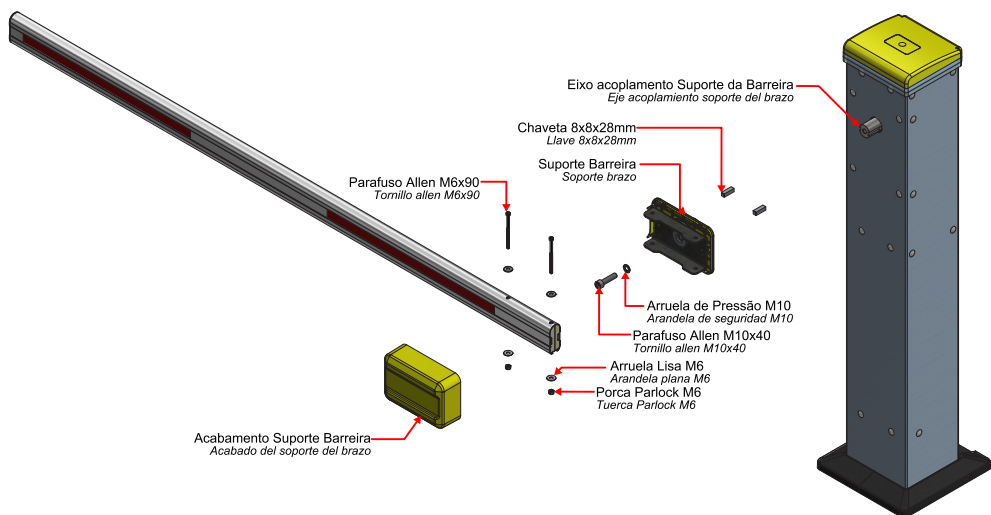 Eixo acoplamento Suporte da Barreira
Eje acoplamiento soporte del brazo
Chaveta 8x8x28mm
Llave 8x8x28mm
Suporte Barreira
Soporte brazo
Parafuso Allen M6x90
Tornillo allen M6x90
Arruela de Pressão M10
Arandela de seguridad M10
Parafuso Allen M10x40
Tornillo allen M10x40
Arruela Lisa M6
Arandela plana M6
Porca Parlock M6
Tuerca Parlock M6
Acabamento Suporte Barreira
Acabado del soporte del brazo